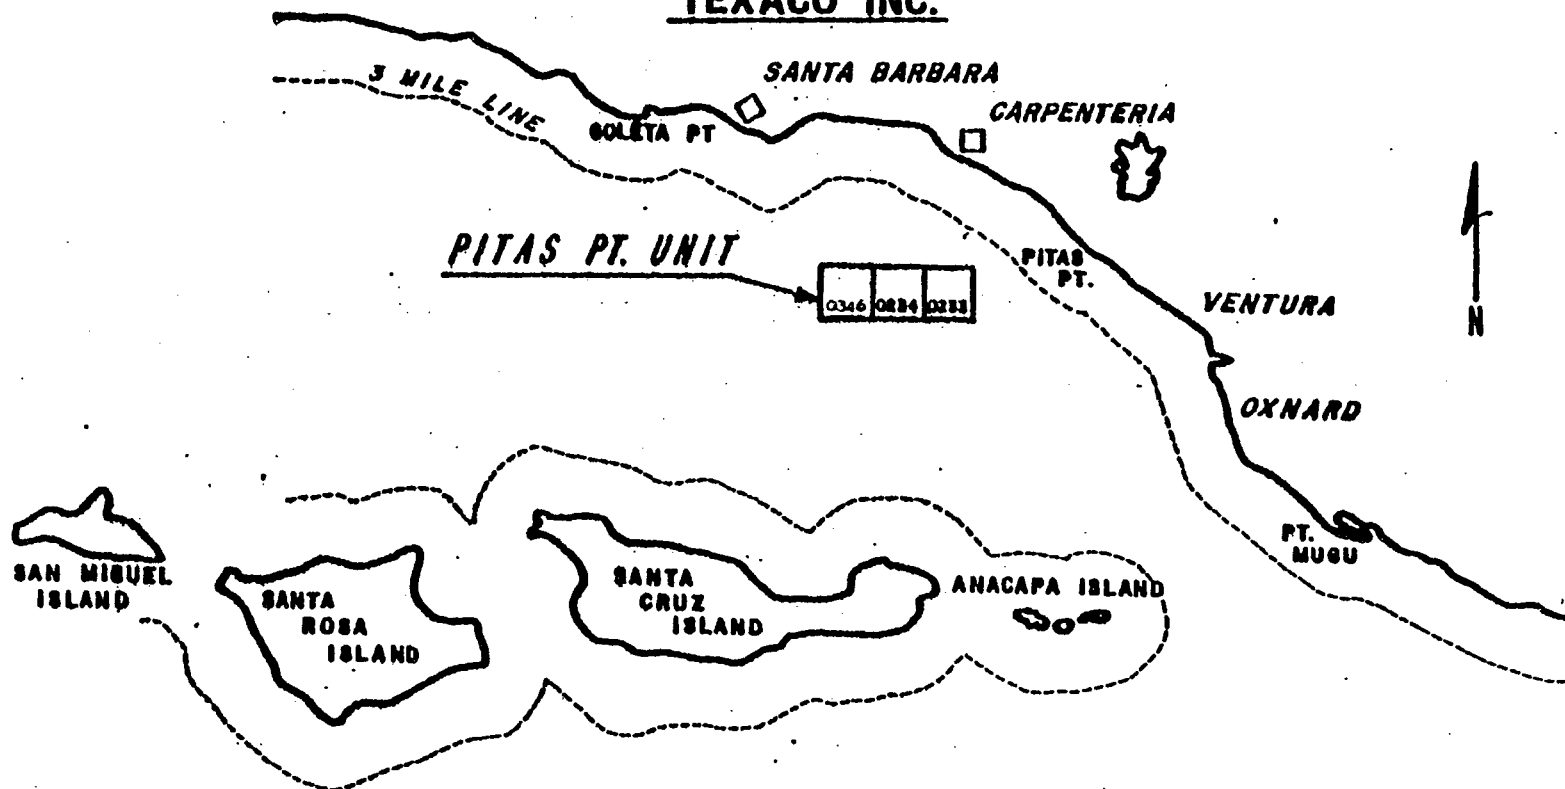 TEXACO INC.
3 MILE LINE
SANTA BARBARA
GOLETA PT
CARPENTERIA
PITAS PT. UNIT
0346 0234 0233
PITAS
PT.
VENTURA
N
OXNARD
PT.
MUGU
SAN MIGUEL
ISLAND
SANTA
ROSA
ISLAND
SANTA
CRUZ
ISLAND
ANACAPA ISLAND